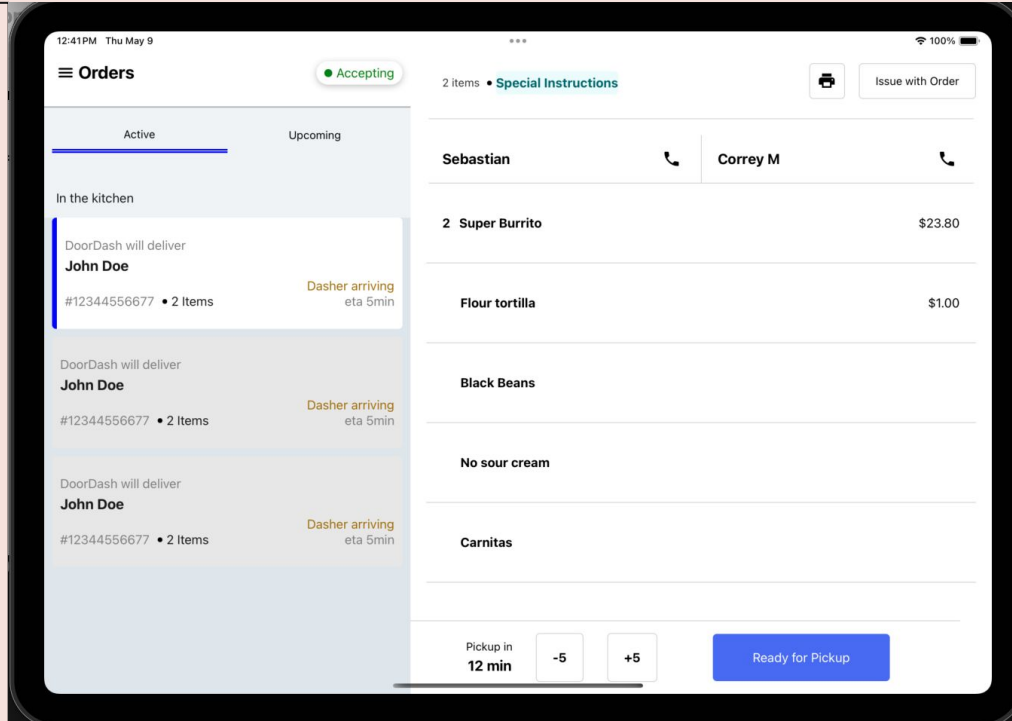 12:41 PM Thu May 9
100%
Orders
Accepting
Active
Upcoming
In the kitchen
DoorDash will deliver
John Doe
#12344556677 • 2 Items
Dasher arriving
eta 5min
DoorDash will deliver
John Doe
#12344556677 • 2 Items
Dasher arriving
eta 5min
DoorDash will deliver
John Doe
#12344556677 • 2 Items
Dasher arriving
eta 5min
2 items • Special Instructions
Issue with Order
Sebastian
Correy M
2 Super Burrito $23.80
Flour tortilla $1.00
Black Beans
No sour cream
Carnitas
Pickup in
12 min
-5
+5
Ready for Pickup